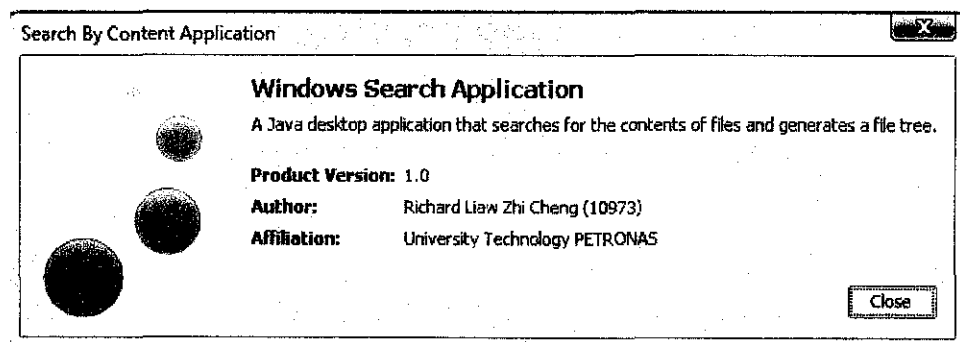 Search By Content Application
Windows Search Application
A Java desktop application that searches for the contents of files and generates a file tree.
Product Version: 1.0
Author: Richard Liaw Zhi Cheng (10973)
Affiliation: University Technology PETRONAS
Close